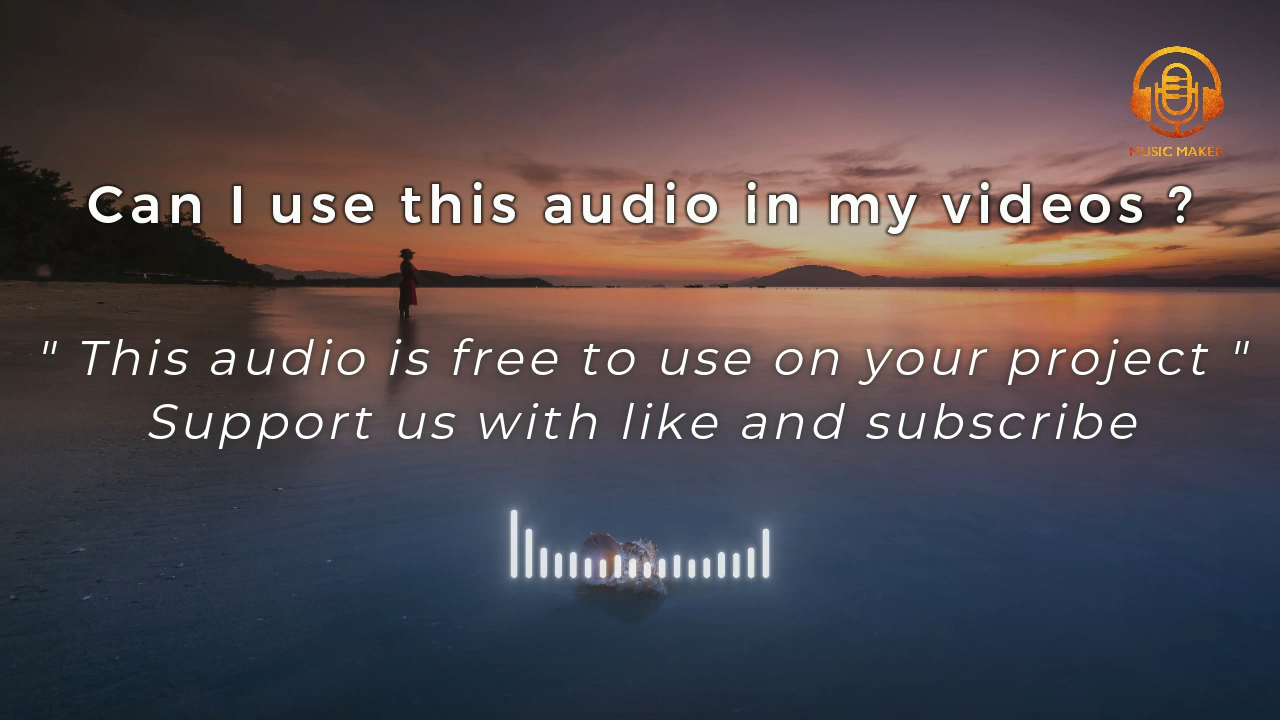 MUSIC MAKER
Can I use this audio in my videos ?
" This audio is free to use on your project "
Support us with like and subscribe